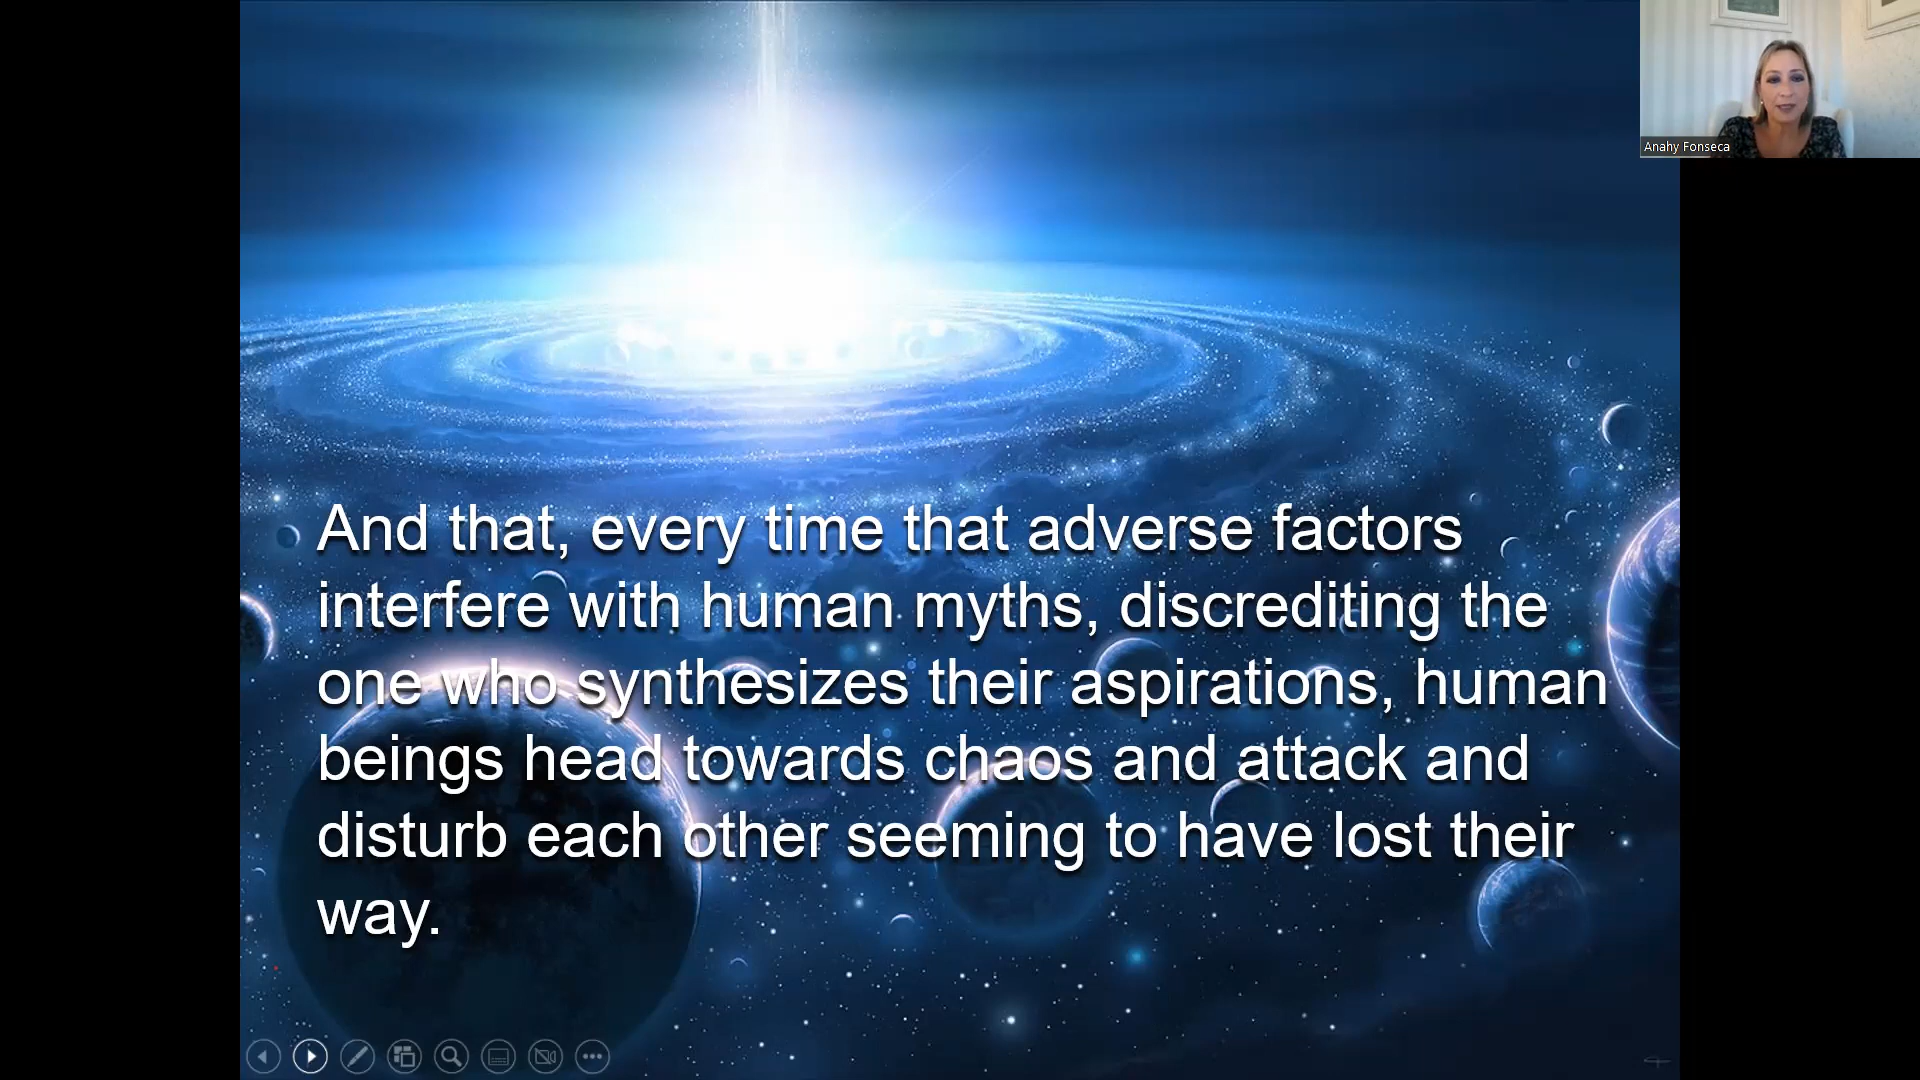 Anahy Fonseca
And that, every time that adverse factors
interfere with human myths, discrediting the
one who synthesizes their aspirations, human
beings head towards chaos and attack and
disturb each other seeming to have lost their
way.